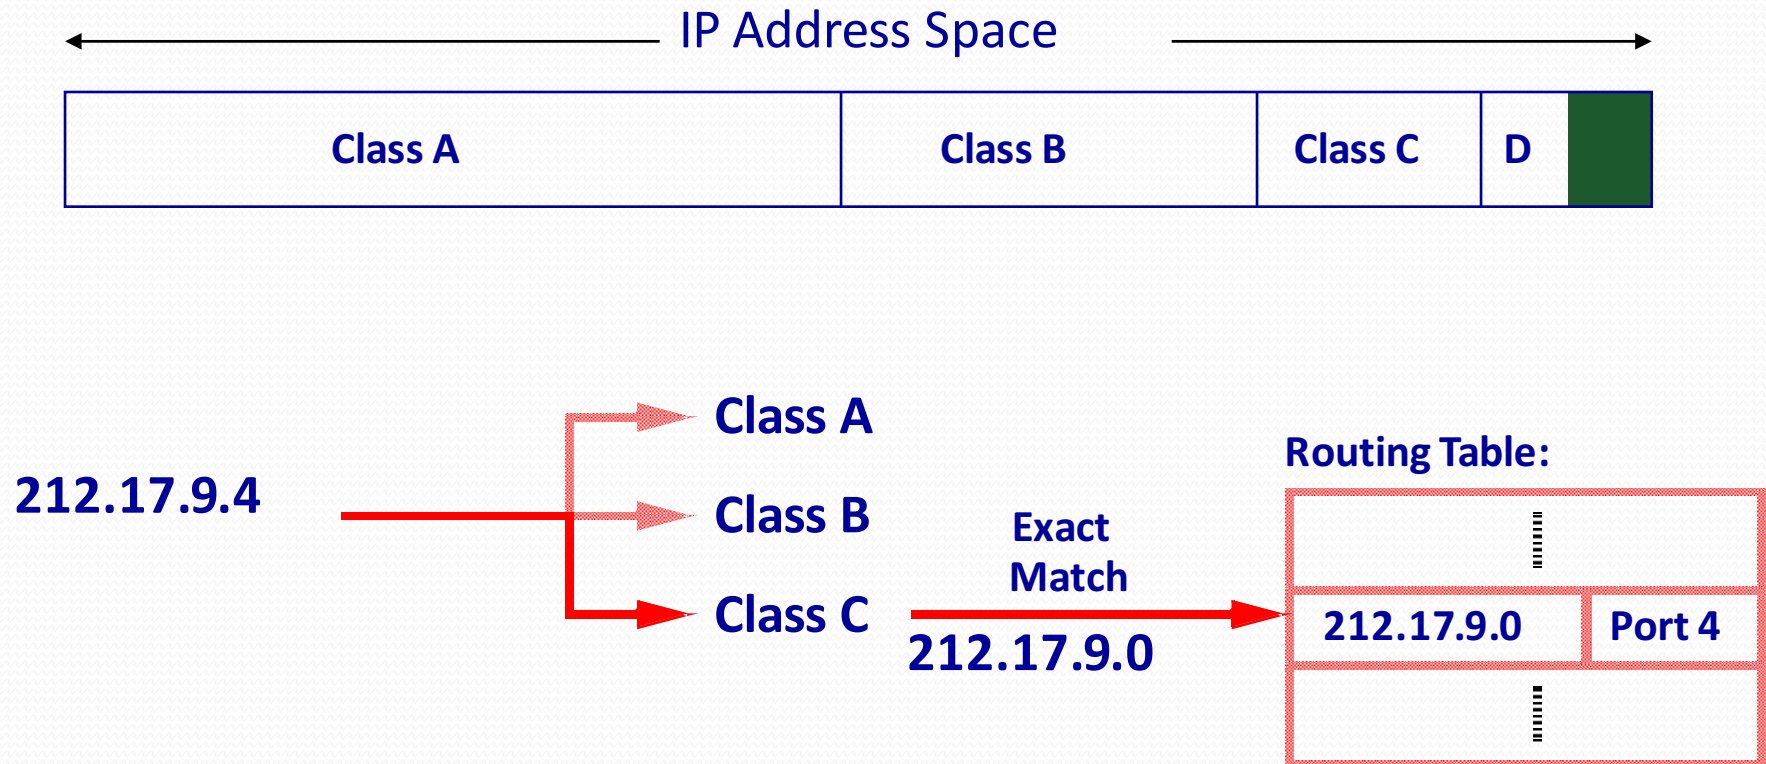 IP Address Space
Class A
Class B
Class C
D
212.17.9.4
Class A
Class B
Class C
Exact
Match
212.17.9.0
Routing Table:
212.17.9.0
Port 4